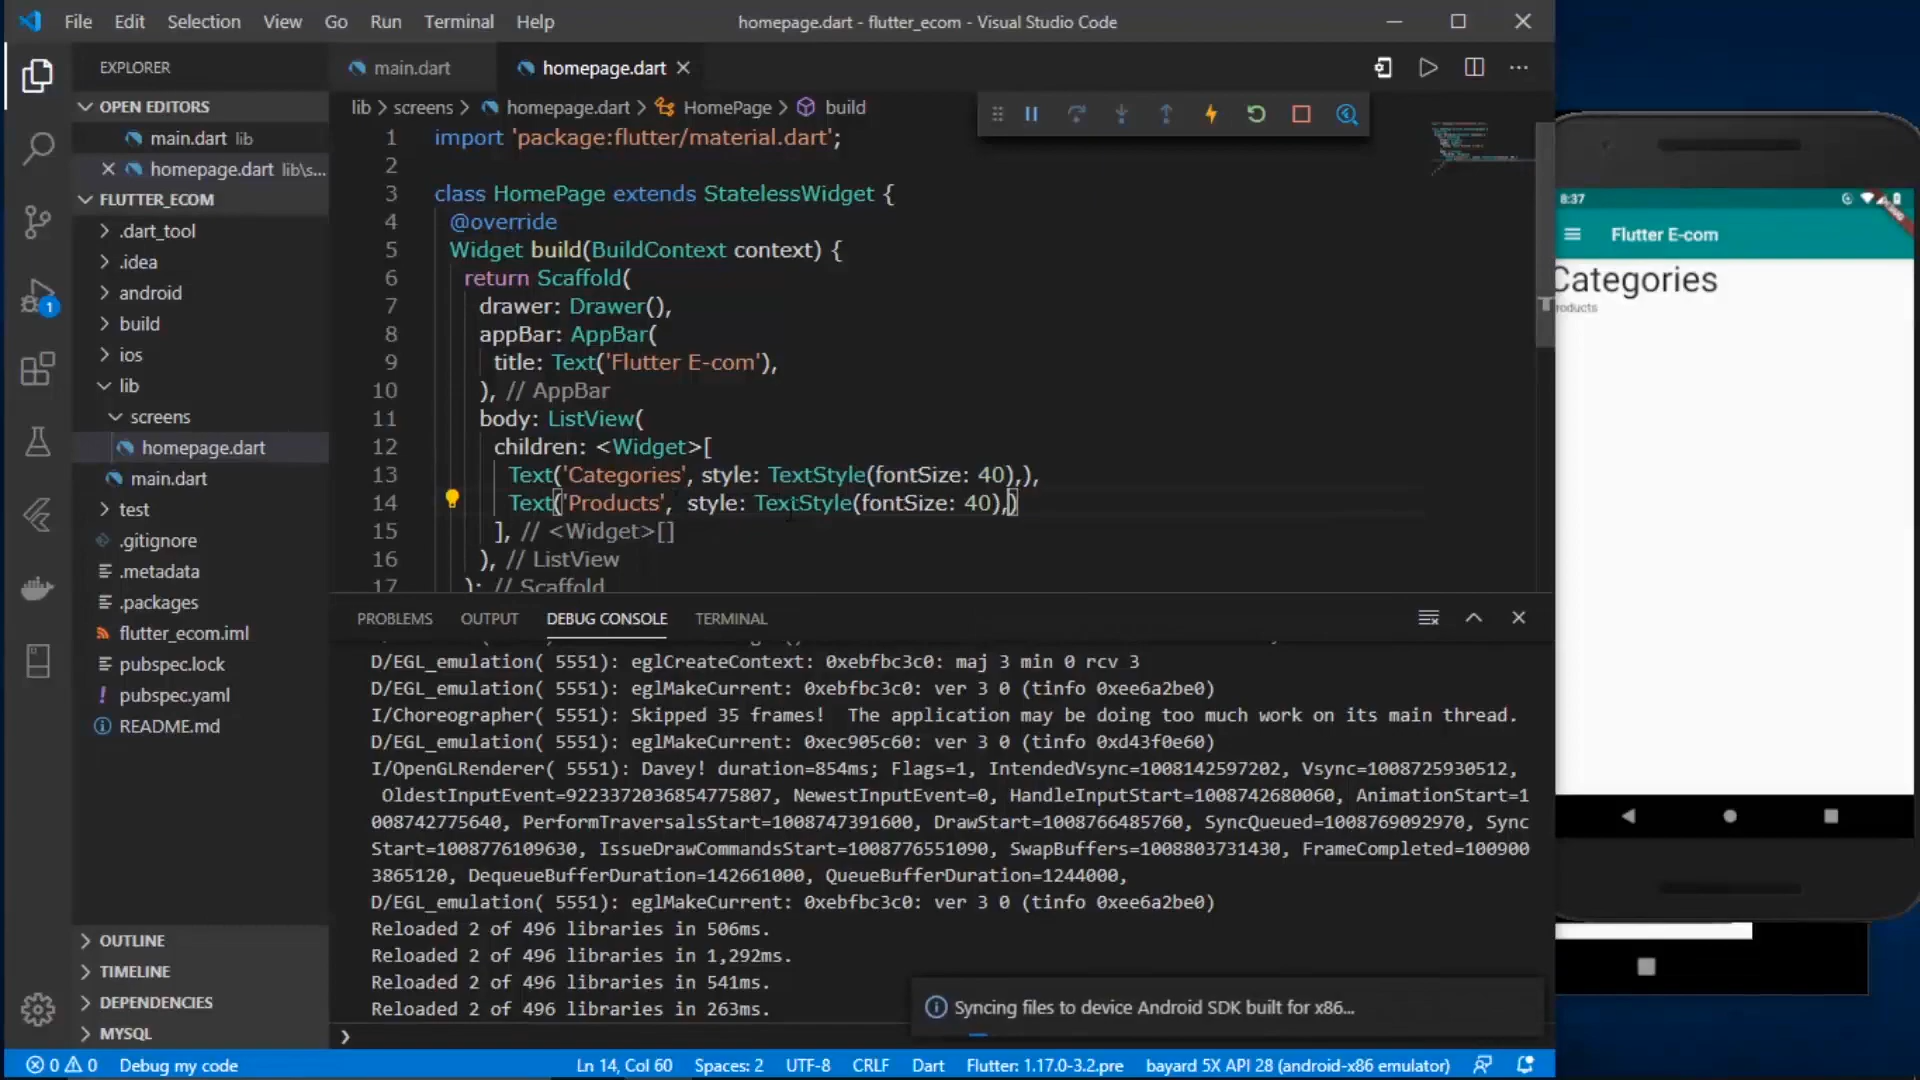 File Edit Selection View Go Run Terminal Help
homepage.dart - flutter_ecom - Visual Studio Code
EXPLORER
OPEN EDITORS
main.dart lib
homepage.dart lib\s...
FLUTTER_ECOM
.dart_tool
.idea
android
build
ios
lib
screens
homepage.dart
main.dart
test
.gitignore
.metadata
.packages
flutter_ecom.iml
pubspec.lock
pubspec.yaml
README.md
OUTLINE
TIMELINE
DEPENDENCIES
MYSQL
1
main.dart
homepage.dart
lib > screens > homepage.dart > HomePage > build
1 import 'package:flutter/material.dart';
2
3 class HomePage extends StatelessWidget {
4 @override
5 Widget build(BuildContext context) {
6 return Scaffold(
7 drawer: Drawer(),
8 appBar: AppBar(
9 title: Text('Flutter E-com'),
10 ), // AppBar
11 body: ListView(
12 children: <Widget>[
13 Text('Categories', style: TextStyle(fontSize: 40),),
14 Text('Products',  style: TextStyle(fontSize: 40),)
15 ], // <Widget>[]
16 ), // ListView
17 ); // Scaffold
PROBLEMS OUTPUT DEBUG CONSOLE TERMINAL
D/EGL_emulation( 5551): eglCreateContext: 0xebfbc3c0: maj 3 min 0 rcv 3
D/EGL_emulation( 5551): eglMakeCurrent: 0xebfbc3c0: ver 3 0 (tinfo 0xee6a2be0)
I/Choreographer( 5551): Skipped 35 frames!  The application may be doing too much work on its main thread.
D/EGL_emulation( 5551): eglMakeCurrent: 0xec905c60: ver 3 0 (tinfo 0xd43f0e60)
I/OpenGLRenderer( 5551): Davey! duration=854ms; Flags=1, IntendedVsync=1008142597202, Vsync=1008725930512,
OldestInputEvent=9223372036854775807, NewestInputEvent=0, HandleInputStart=1008742680060, AnimationStart=1
008742775640, PerformTraversalsStart=1008747391600, DrawStart=1008766485760, SyncQueued=1008769092970, Sync
Start=1008776109630, IssueDrawCommandsStart=1008776551090, SwapBuffers=1008803731430, FrameCompleted=100900
3865120, DequeueBufferDuration=142661000, QueueBufferDuration=1244000,
D/EGL_emulation( 5551): eglMakeCurrent: 0xebfbc3c0: ver 3 0 (tinfo 0xee6a2be0)
Reloaded 2 of 496 libraries in 506ms.
Reloaded 2 of 496 libraries in 1,292ms.
Reloaded 2 of 496 libraries in 541ms.
Reloaded 2 of 496 libraries in 263ms.
Syncing files to device Android SDK built for x86...
0 0 Debug my code Ln 14, Col 60 Spaces: 2 UTF-8 CRLF Dart Flutter: 1.17.0-3.2.pre bayard 5X API 28 (android-x86 emulator)
8:37
Flutter E-com
Categories
roducts